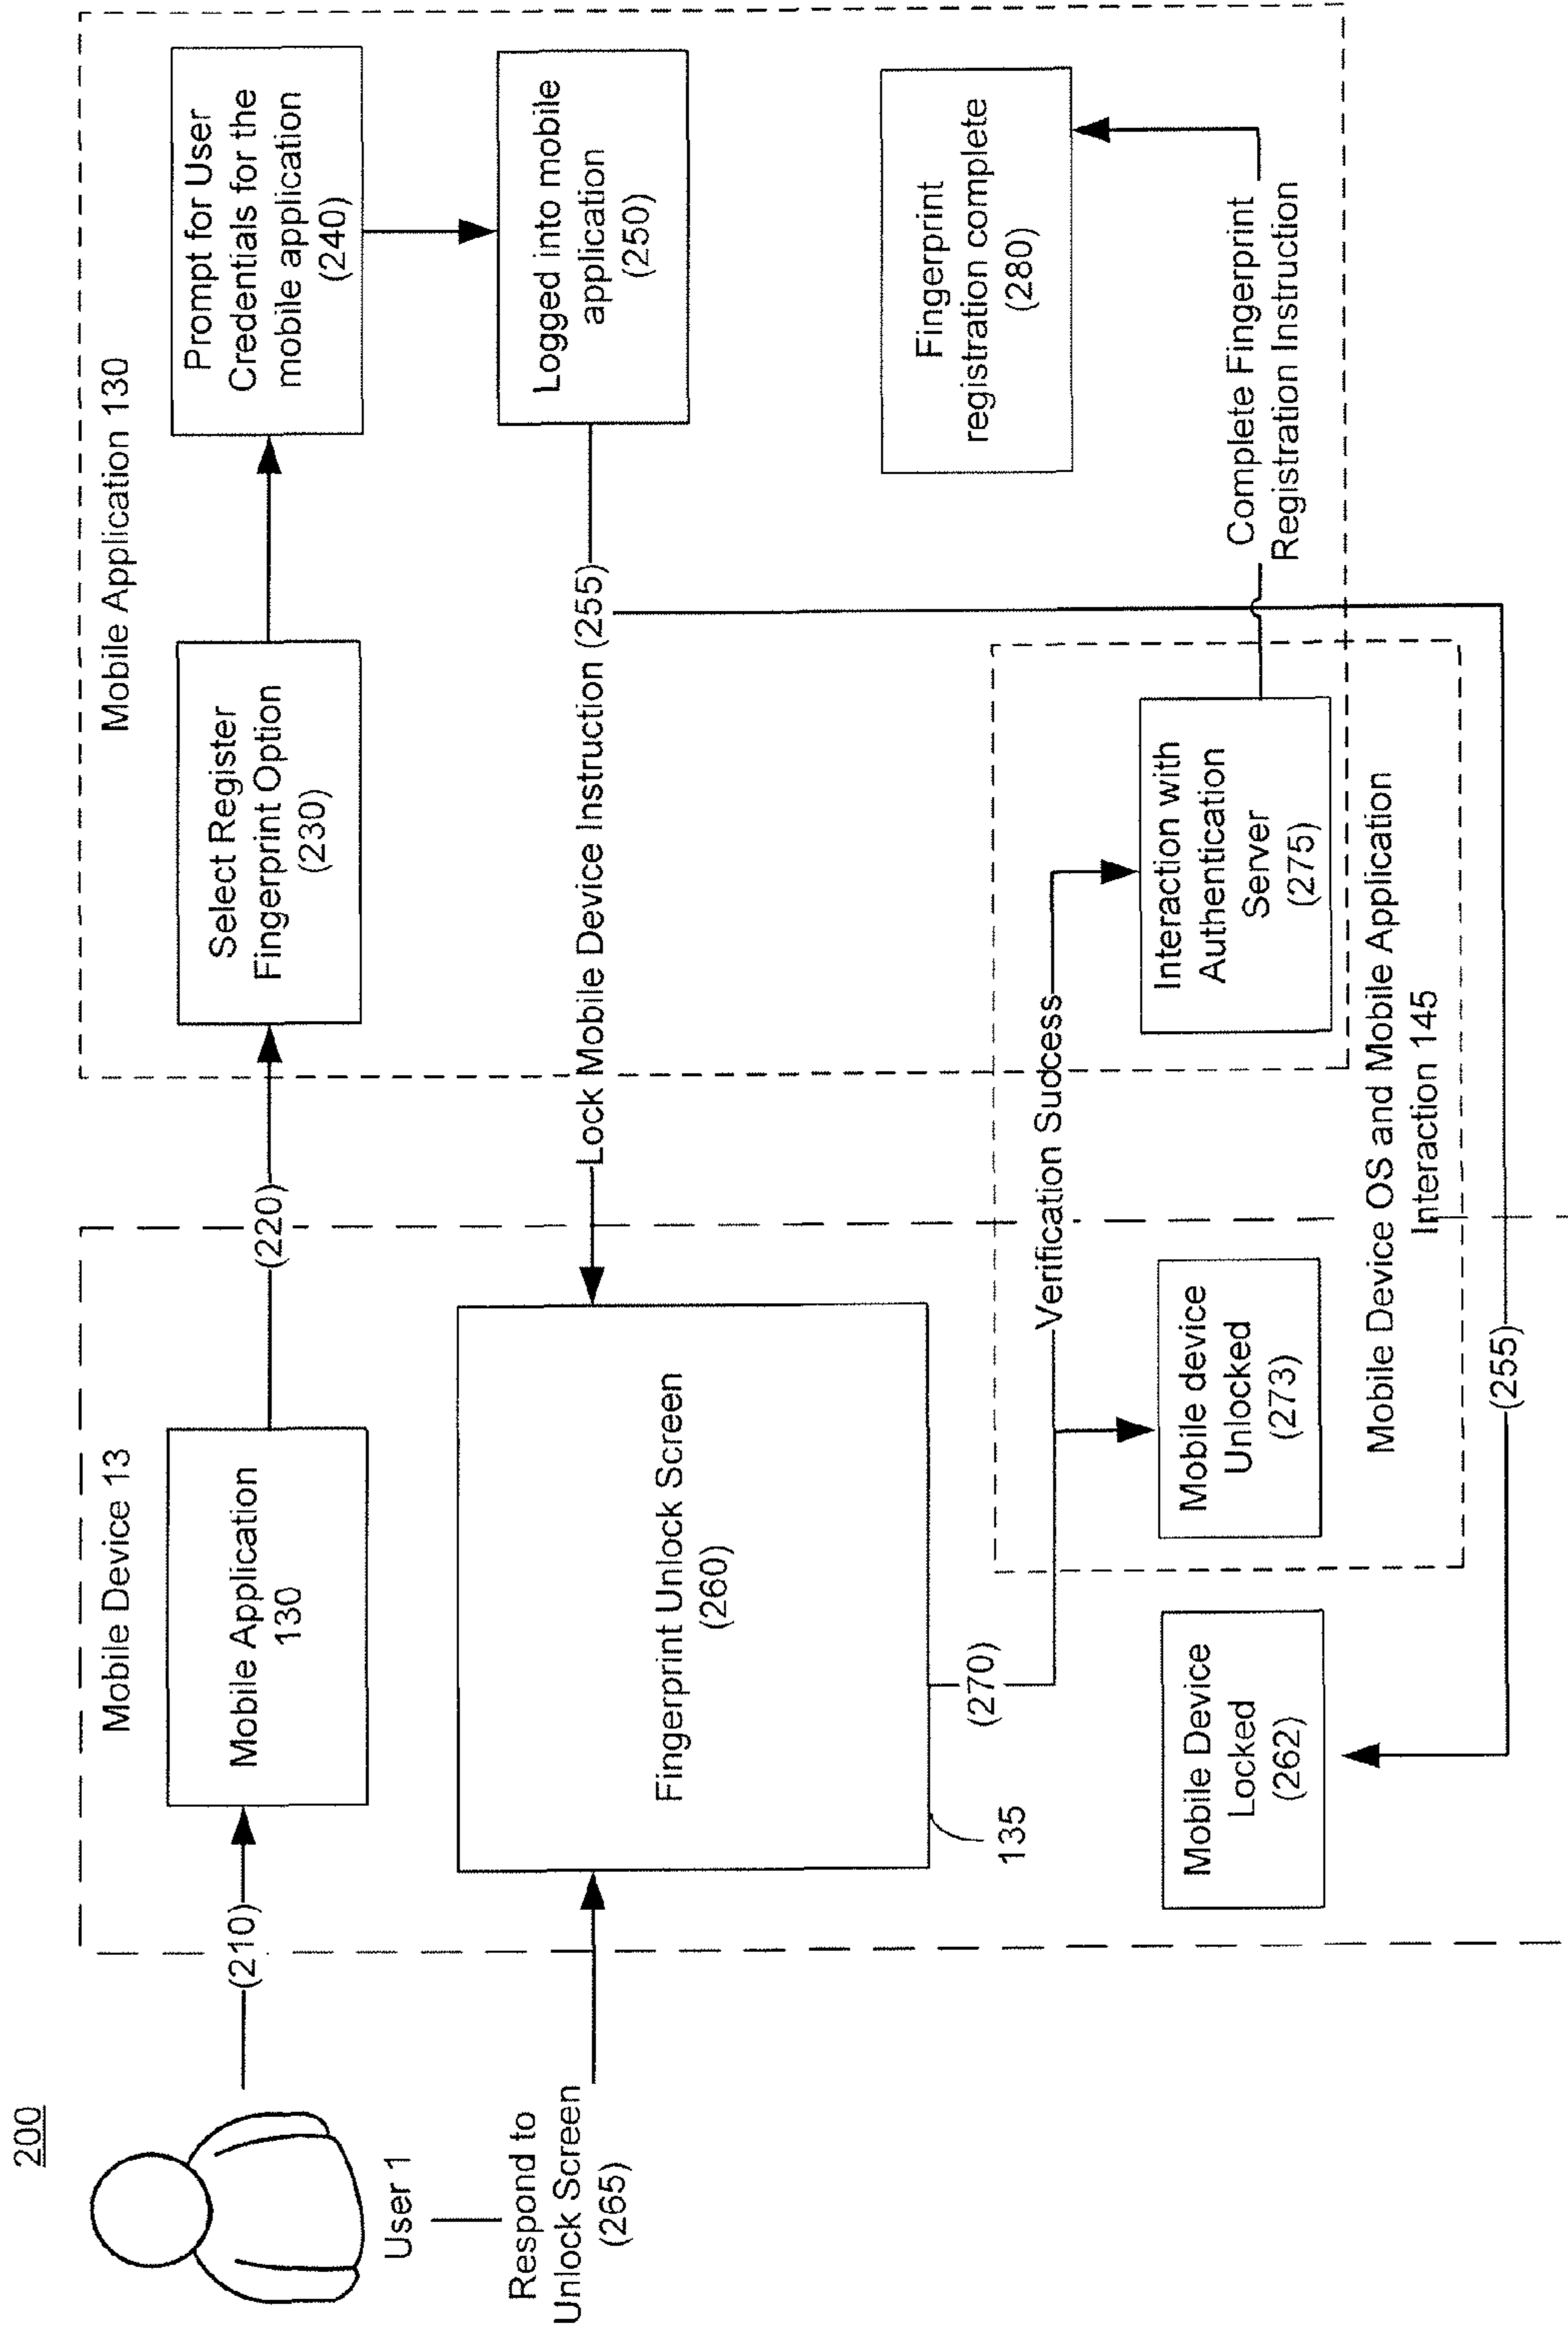 200
User 1
Respond to
Unlock Screen
(265)
(210)
Mobile Device 13
Mobile Application
130
(220)
Mobile Application 130
Select Register
Fingerprint Option
(230)
Prompt for User
Credentials for the
mobile application
(240)
Logged into mobile
application
(250)
Lock Mobile Device Instruction (255)
Fingerprint Unlock Screen
(260)
135
(270)
Verification Success
Mobile Device
Locked
(262)
Mobile device
Unlocked
(273)
Interaction with
Authentication
Server
(275)
Mobile Device OS and Mobile Application
Interaction 145
Complete Fingerprint
Registration Instruction
Fingerprint
registration complete
(280)
(255)